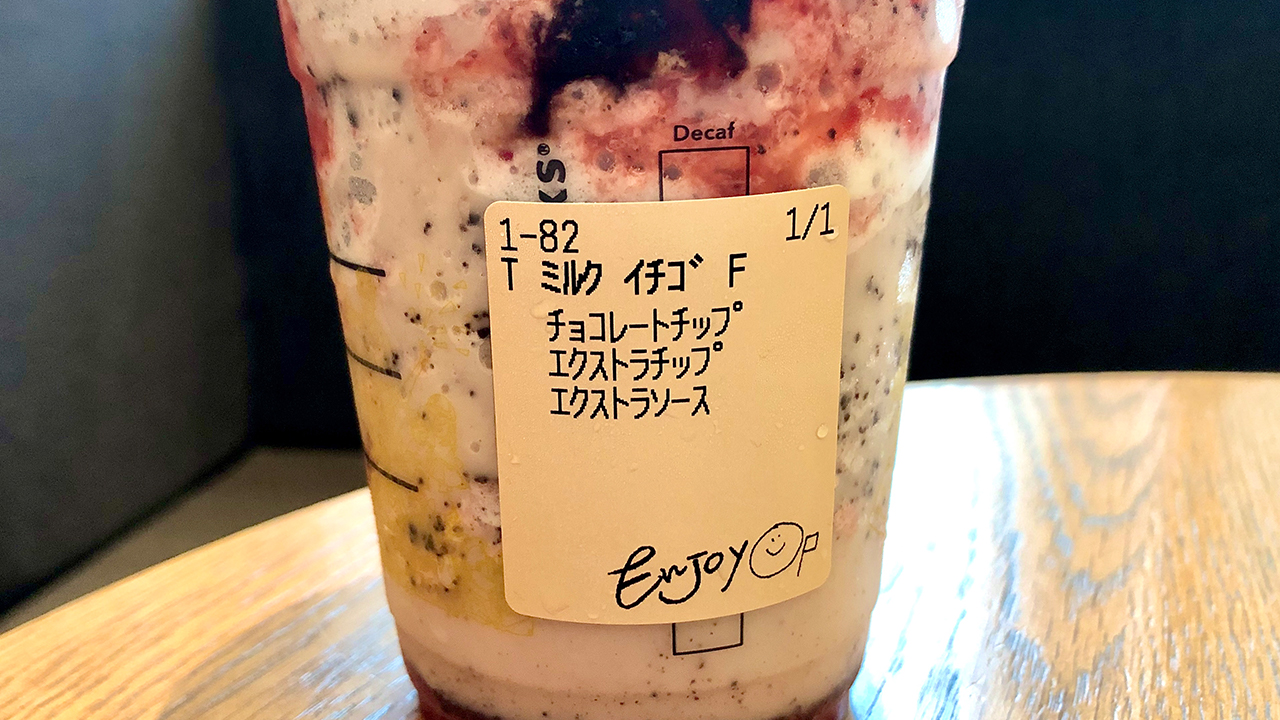 Decaf
KS®
1-82 1/1
T ミルク イチゴ F
チョコレートチップ
エクストラチップ
エクストラソース
Enjoy